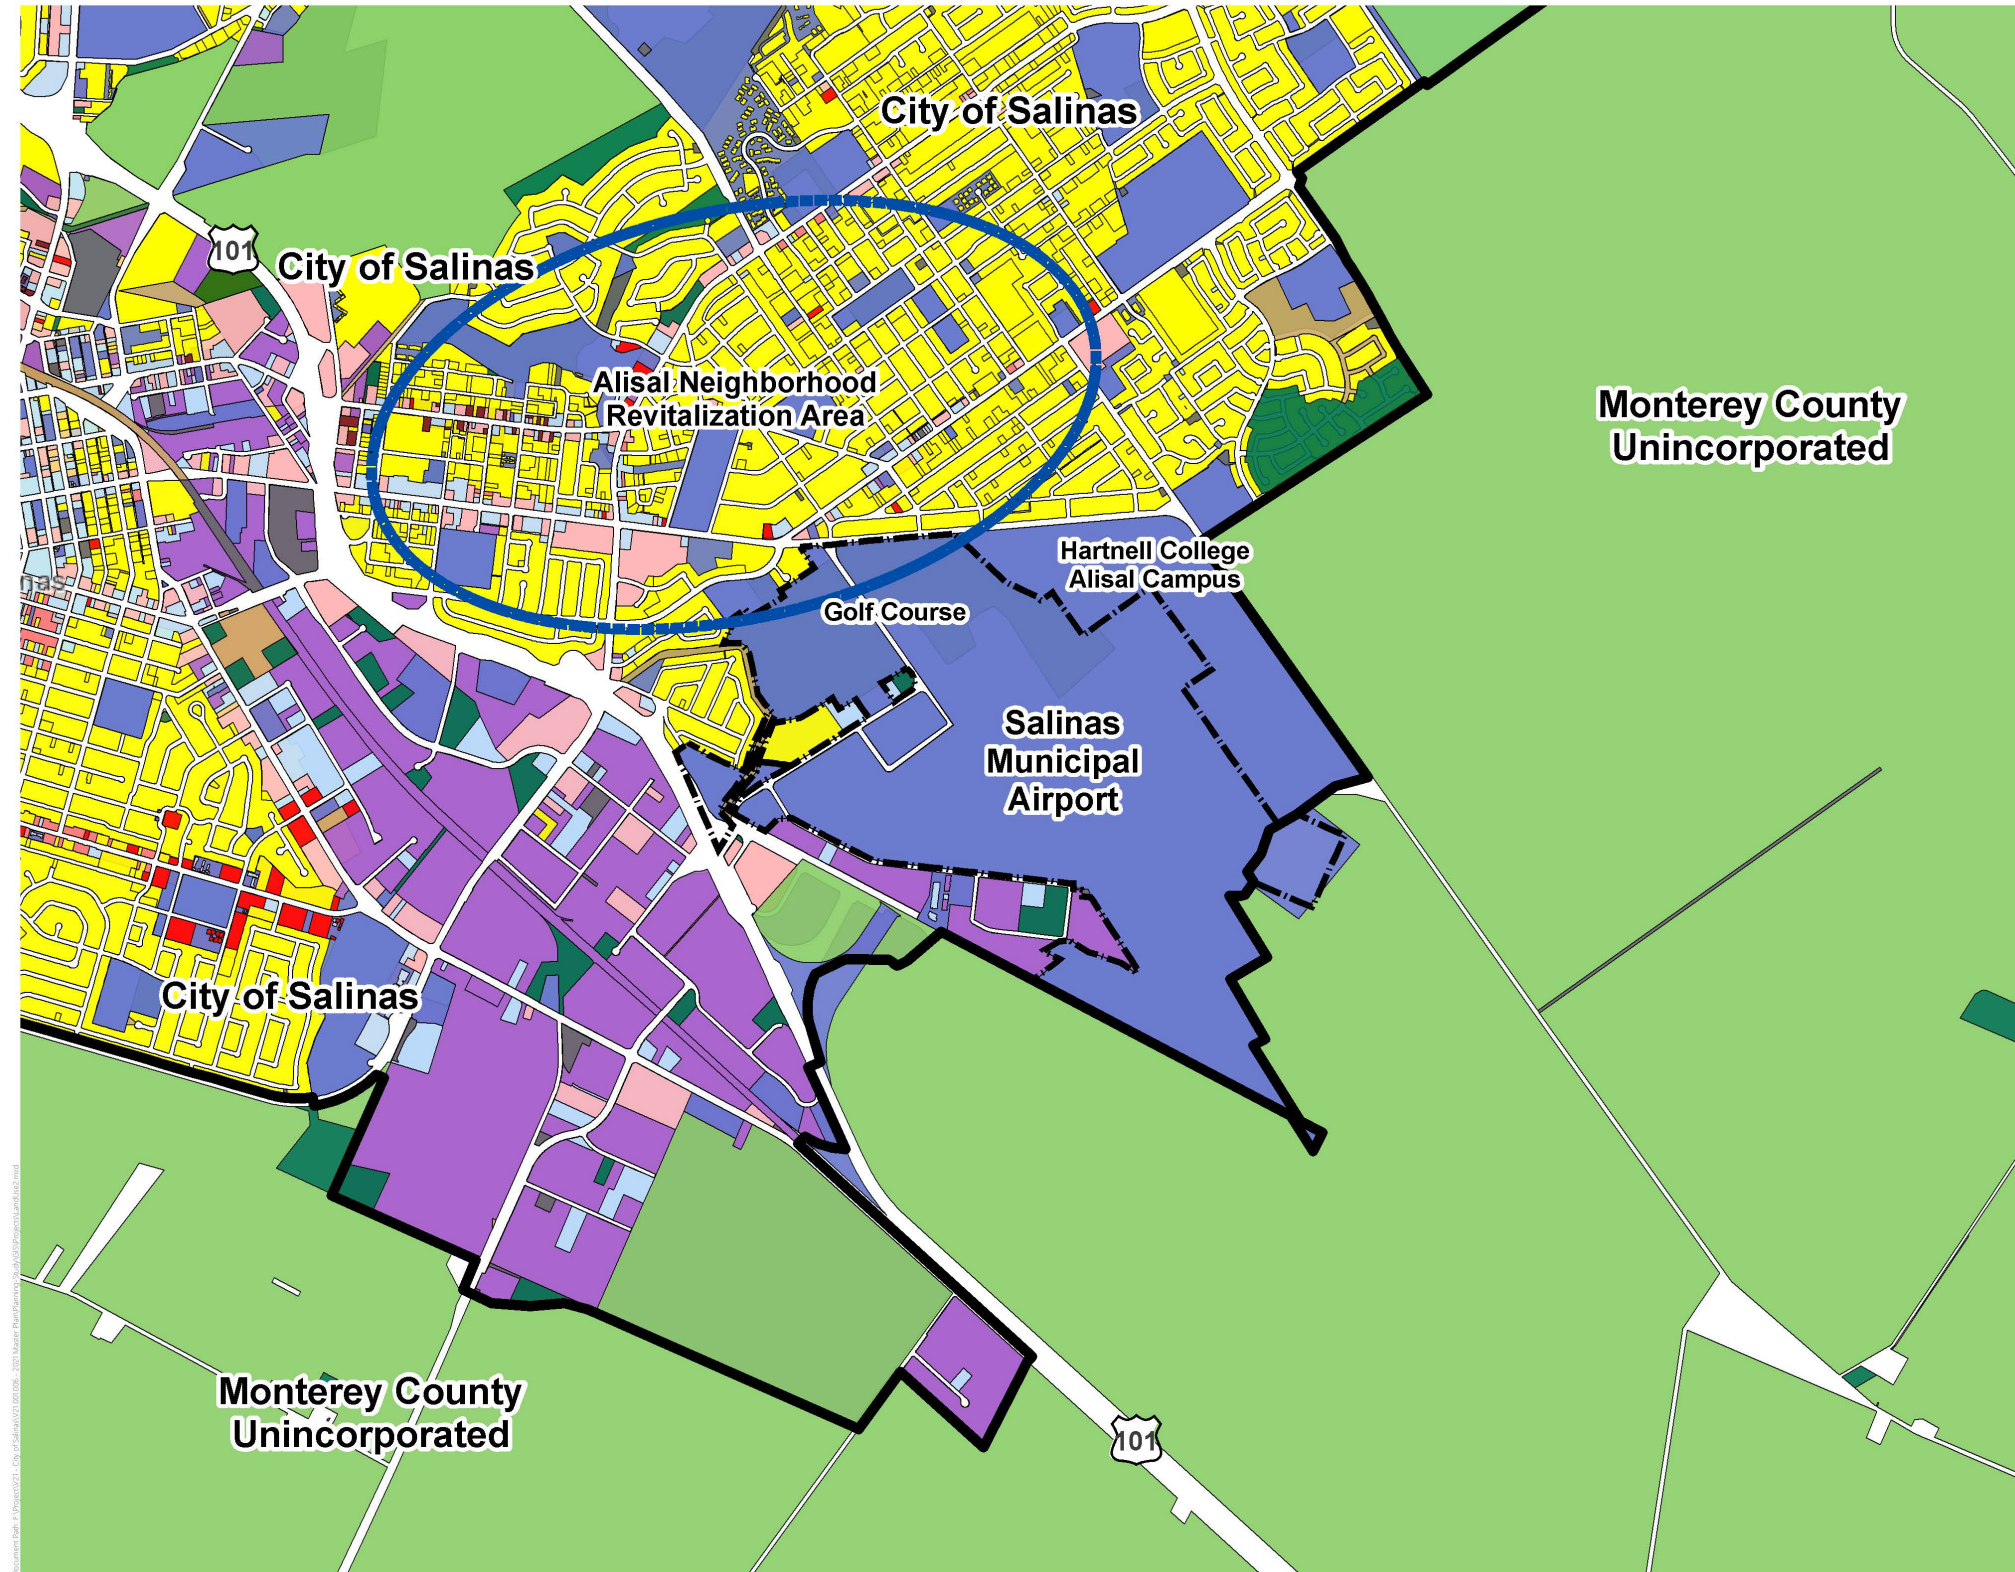 City of Salinas
101
City of Salinas
Alisal Neighborhood
Revitalization Area
Monterey County
Unincorporated
Hartnell College
Alisal Campus
nas
Golf Course
Salinas
Municipal
Airport
City of Salinas
Monterey County
Unincorporated
101